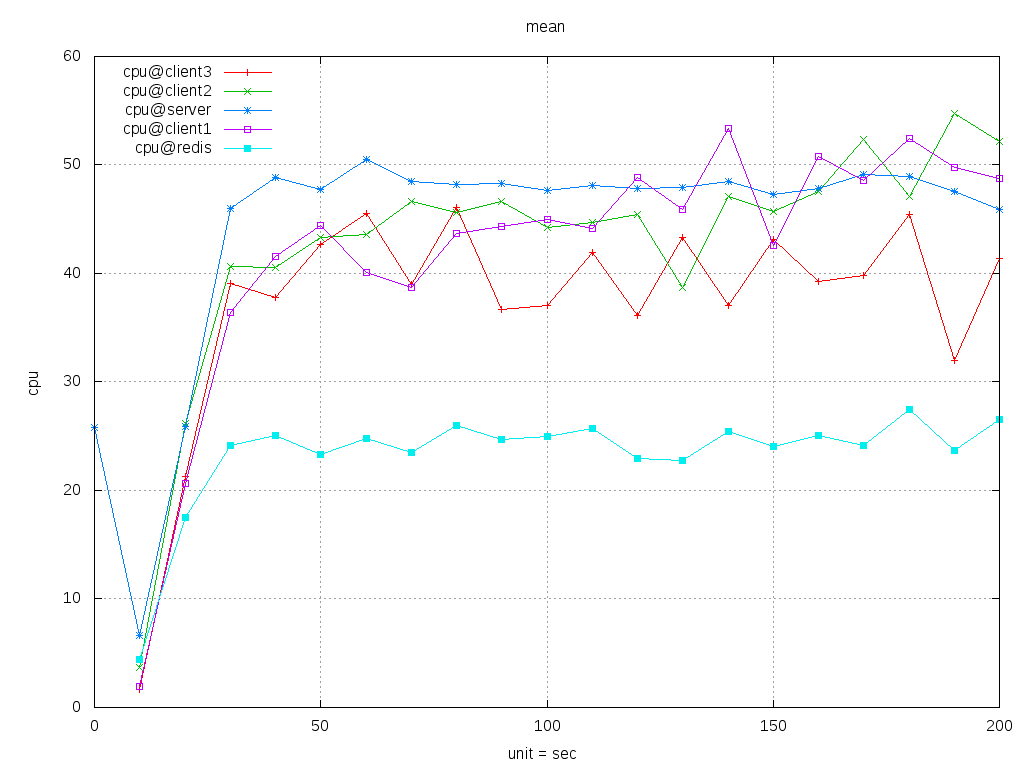 mean
60
50
40
30
20
10
0
cpu
cpu@client3
cpu@client2
cpu@server
cpu@client1
cpu@redis
0 50 100 150 200
unit = sec